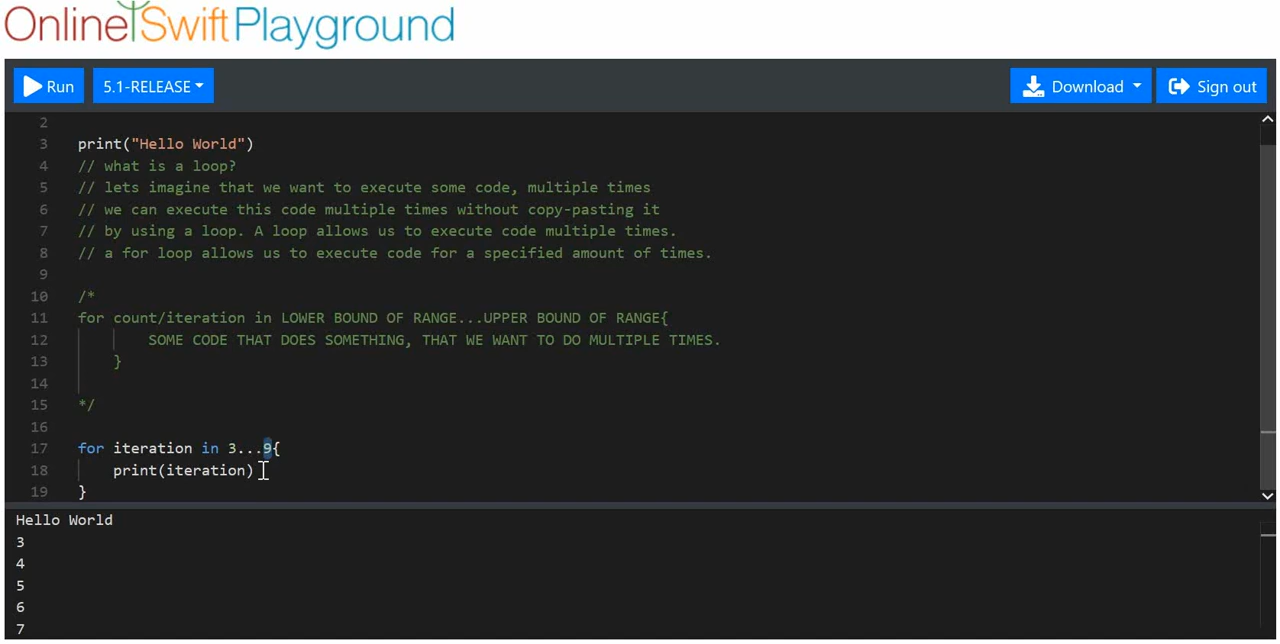 OnlineSwiftPlayground
Run 5.1-RELEASE Download Sign out
2
3 print("Hello World")
4 // what is a loop?
5 // lets imagine that we want to execute some code, multiple times
6 // we can execute this code multiple times without copy-pasting it
7 // by using a loop. A loop allows us to execute code multiple times.
8 // a for loop allows us to execute code for a specified amount of times.
9
10 /*
11 for count/iteration in LOWER BOUND OF RANGE...UPPER BOUND OF RANGE{
12 SOME CODE THAT DOES SOMETHING, THAT WE WANT TO DO MULTIPLE TIMES.
13 }
14
15 */
16
17 for iteration in 3...9{
18 print(iteration)
19 }
Hello World
3
4
5
6
7